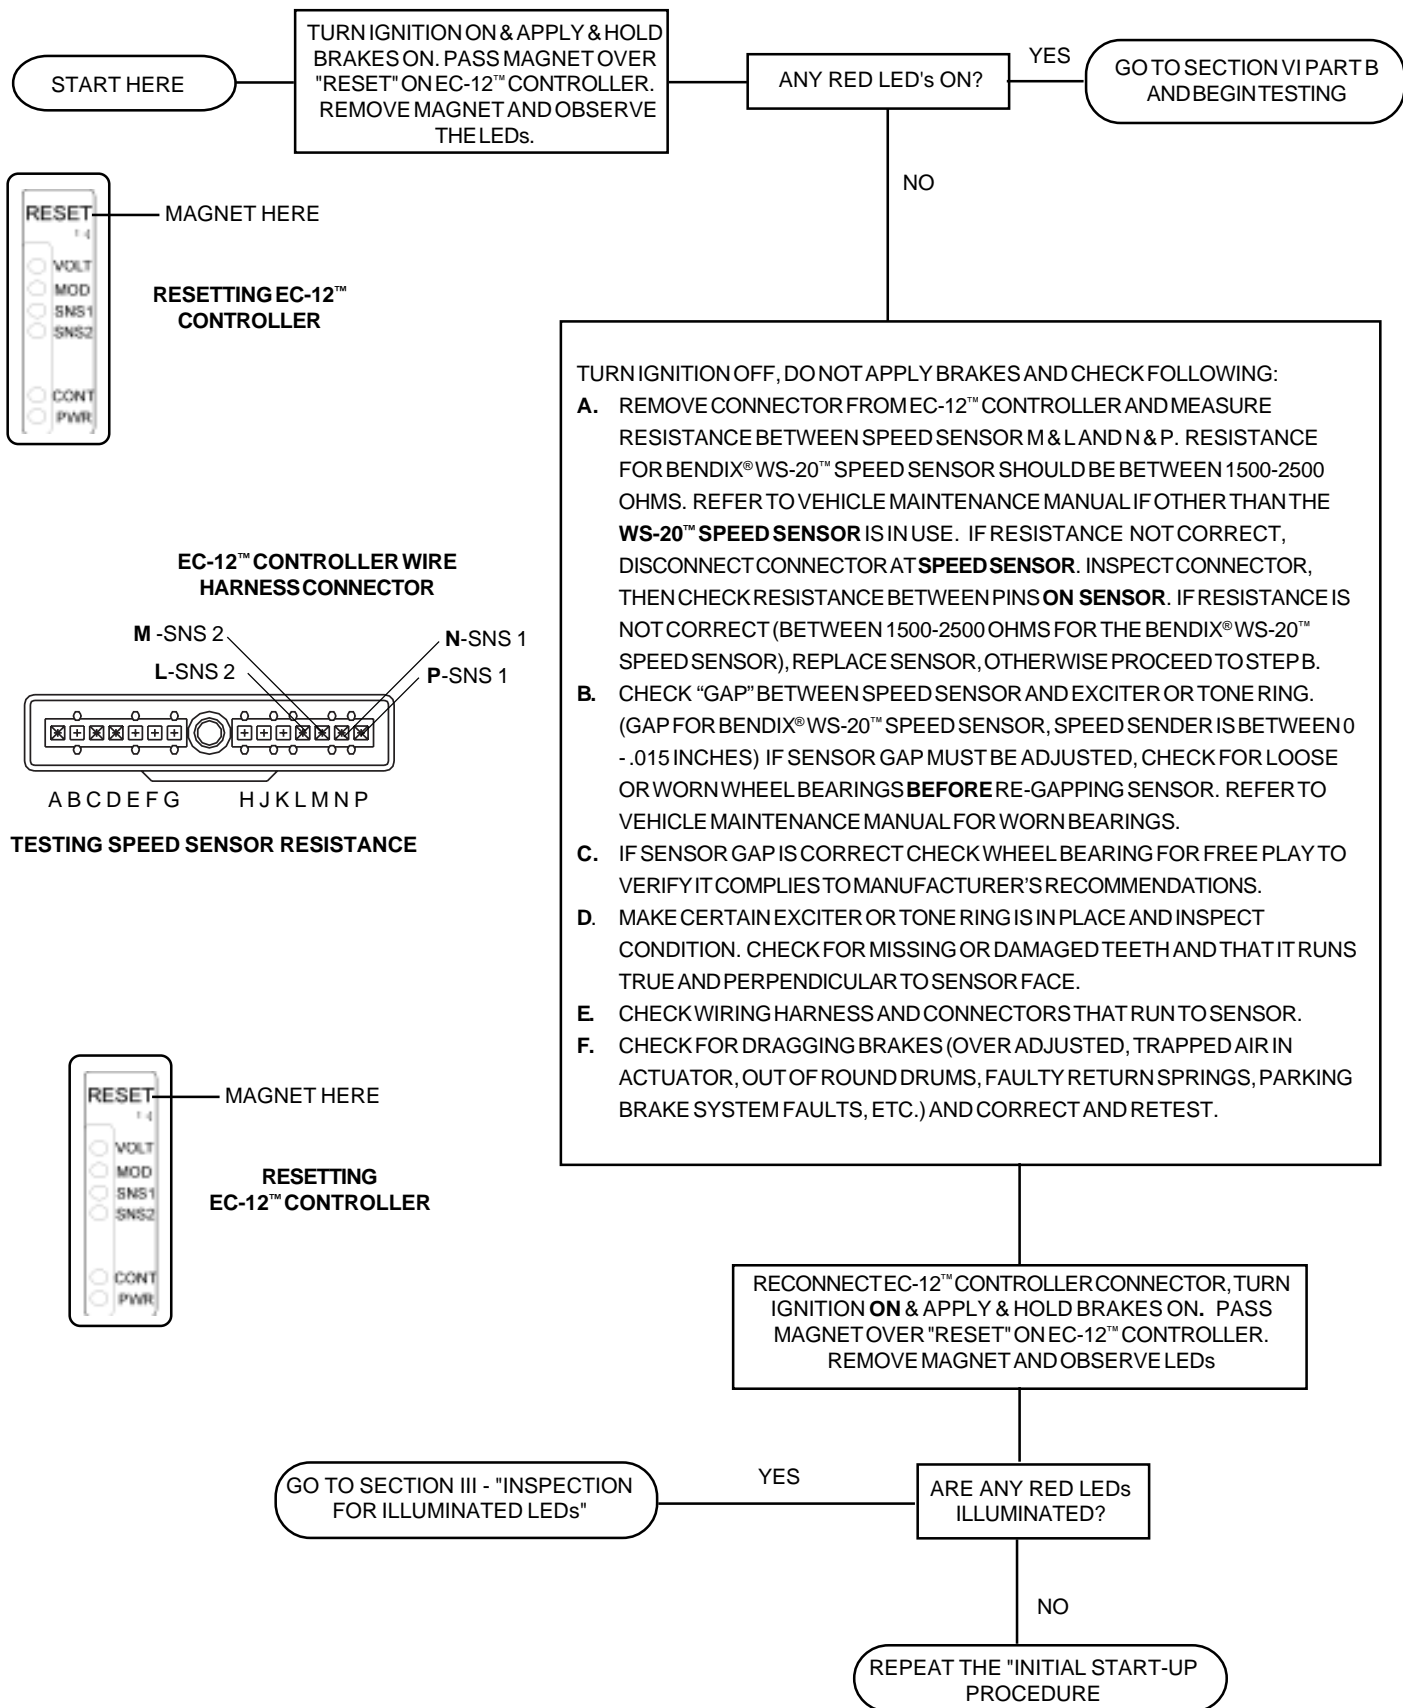 START HERE
TURN IGNITION ON & APPLY & HOLD
BRAKES ON. PASS MAGNET OVER
"RESET" ON EC-12™ CONTROLLER.
REMOVE MAGNET AND OBSERVE
THE LEDs.
ANY RED LED's ON?
YES
GO TO SECTION VI PART B
AND BEGIN TESTING
NO
RESET
MAGNET HERE
VOLT
MOD
SNS1
SNS2
CONT
PWR
RESETTING EC-12™
CONTROLLER
TURN IGNITION OFF, DO NOT APPLY BRAKES AND CHECK FOLLOWING:
A. REMOVE CONNECTOR FROM EC-12™ CONTROLLER AND MEASURE
RESISTANCE BETWEEN SPEED SENSOR M & L AND N & P. RESISTANCE
FOR BENDIX® WS-20™ SPEED SENSOR SHOULD BE BETWEEN 1500-2500
OHMS. REFER TO VEHICLE MAINTENANCE MANUAL IF OTHER THAN THE
WS-20™ SPEED SENSOR IS IN USE. IF RESISTANCE NOT CORRECT,
DISCONNECT CONNECTOR AT SPEED SENSOR. INSPECT CONNECTOR,
THEN CHECK RESISTANCE BETWEEN PINS ON SENSOR. IF RESISTANCE IS
NOT CORRECT (BETWEEN 1500-2500 OHMS FOR THE BENDIX® WS-20™
SPEED SENSOR), REPLACE SENSOR, OTHERWISE PROCEED TO STEP B.
B. CHECK “GAP” BETWEEN SPEED SENSOR AND EXCITER OR TONE RING.
(GAP FOR BENDIX® WS-20™ SPEED SENSOR, SPEED SENDER IS BETWEEN 0
- .015 INCHES) IF SENSOR GAP MUST BE ADJUSTED, CHECK FOR LOOSE
OR WORN WHEEL BEARINGS BEFORE RE-GAPPING SENSOR. REFER TO
VEHICLE MAINTENANCE MANUAL FOR WORN BEARINGS.
C. IF SENSOR GAP IS CORRECT CHECK WHEEL BEARING FOR FREE PLAY TO
VERIFY IT COMPLIES TO MANUFACTURER'S RECOMMENDATIONS.
D. MAKE CERTAIN EXCITER OR TONE RING IS IN PLACE AND INSPECT
CONDITION. CHECK FOR MISSING OR DAMAGED TEETH AND THAT IT RUNS
TRUE AND PERPENDICULAR TO SENSOR FACE.
E. CHECK WIRING HARNESS AND CONNECTORS THAT RUN TO SENSOR.
F. CHECK FOR DRAGGING BRAKES (OVER ADJUSTED, TRAPPED AIR IN
ACTUATOR, OUT OF ROUND DRUMS, FAULTY RETURN SPRINGS, PARKING
BRAKE SYSTEM FAULTS, ETC.) AND CORRECT AND RETEST.
EC-12™ CONTROLLER WIRE
HARNESS CONNECTOR
M -SNS 2
N-SNS 1
L-SNS 2
P-SNS 1
A B C D E F G H J K L M N P
TESTING SPEED SENSOR RESISTANCE
RESET
MAGNET HERE
VOLT
MOD
SNS1
SNS2
CONT
PWR
RESETTING
EC-12™ CONTROLLER
RECONNECT EC-12™ CONTROLLER CONNECTOR, TURN
IGNITION ON & APPLY & HOLD BRAKES ON. PASS
MAGNET OVER "RESET" ON EC-12™ CONTROLLER.
REMOVE MAGNET AND OBSERVE LEDs
GO TO SECTION III - "INSPECTION
FOR ILLUMINATED LEDs"
YES
ARE ANY RED LEDs
ILLUMINATED?
NO
REPEAT THE "INITIAL START-UP
PROCEDURE